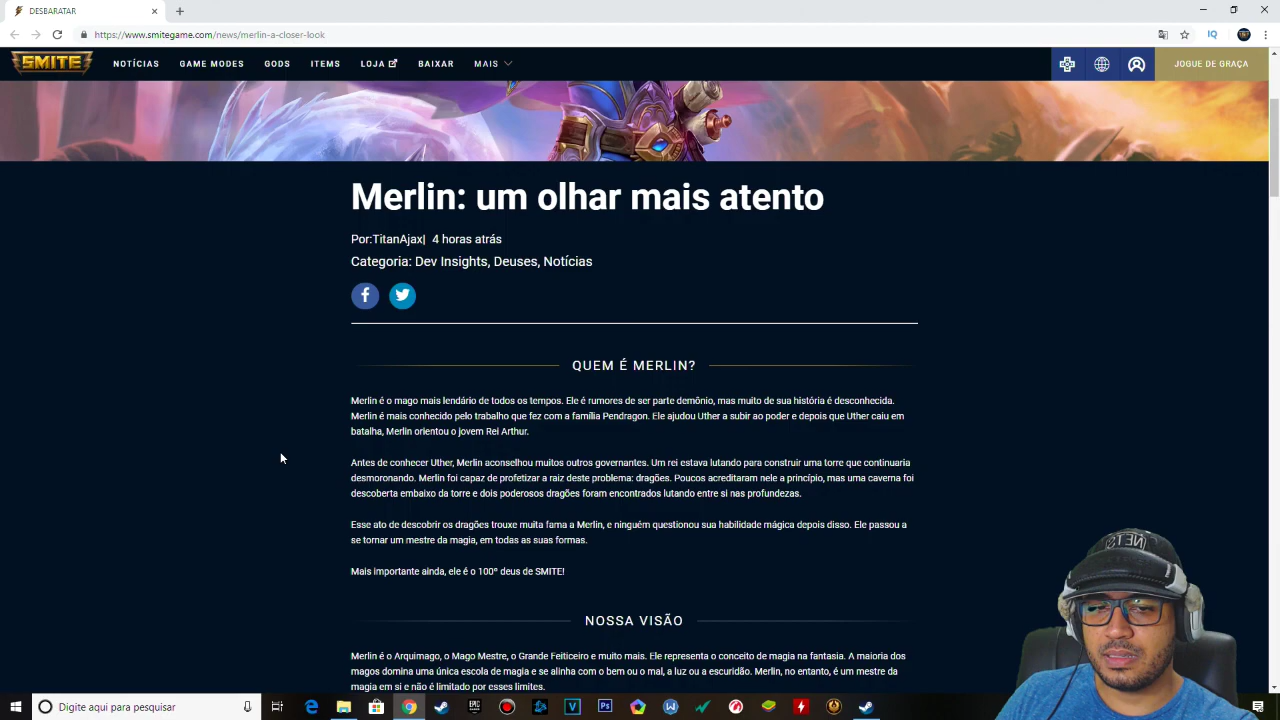 DESBARATAR
https://www.smitegame.com/news/merlin-a-closer-look
IQ
SMITE
NOTÍCIAS
GAME MODES
GODS
ITEMS
LOJA
BAIXAR
MAIS
JOGUE DE GRAÇA
Merlin: um olhar mais atento
Por:TitanAjax| 4 horas atrás
Categoria: Dev Insights, Deuses, Notícias
QUEM É MERLIN?
Merlin é o mago mais lendário de todos os tempos. Ele é rumores de ser parte demônio, mas muito de sua história é desconhecida.
Merlin é mais conhecido pelo trabalho que fez com a família Pendragon. Ele ajudou Uther a subir ao poder e depois que Uther caiu em
batalha, Merlin orientou o jovem Rei Arthur.
Antes de conhecer Uther, Merlin aconselhou muitos outros governantes. Um rei estava lutando para construir uma torre que continuaria
desmoronando. Merlin foi capaz de profetizar a raiz deste problema: dragões. Poucos acreditaram nele a princípio, mas uma caverna foi
descoberta embaixo da torre e dois poderosos dragões foram encontrados lutando entre si nas profundezas.
Esse ato de descobrir os dragões trouxe muita fama a Merlin, e ninguém questionou sua habilidade mágica depois disso. Ele passou a
se tornar um mestre da magia, em todas as suas formas.
Mais importante ainda, ele é o 100º deus de SMITE!
NOSSA VISÃO
Merlin é o Arquimago, o Mago Mestre, o Grande Feiticeiro e muito mais. Ele representa o conceito de magia na fantasia. A maioria dos
magos domina uma única escola de magia e se alinha com o bem ou o mal, a luz ou a escuridão. Merlin, no entanto, é um mestre da
magia em si e não é limitado por esses limites.
Digite aqui para pesquisar